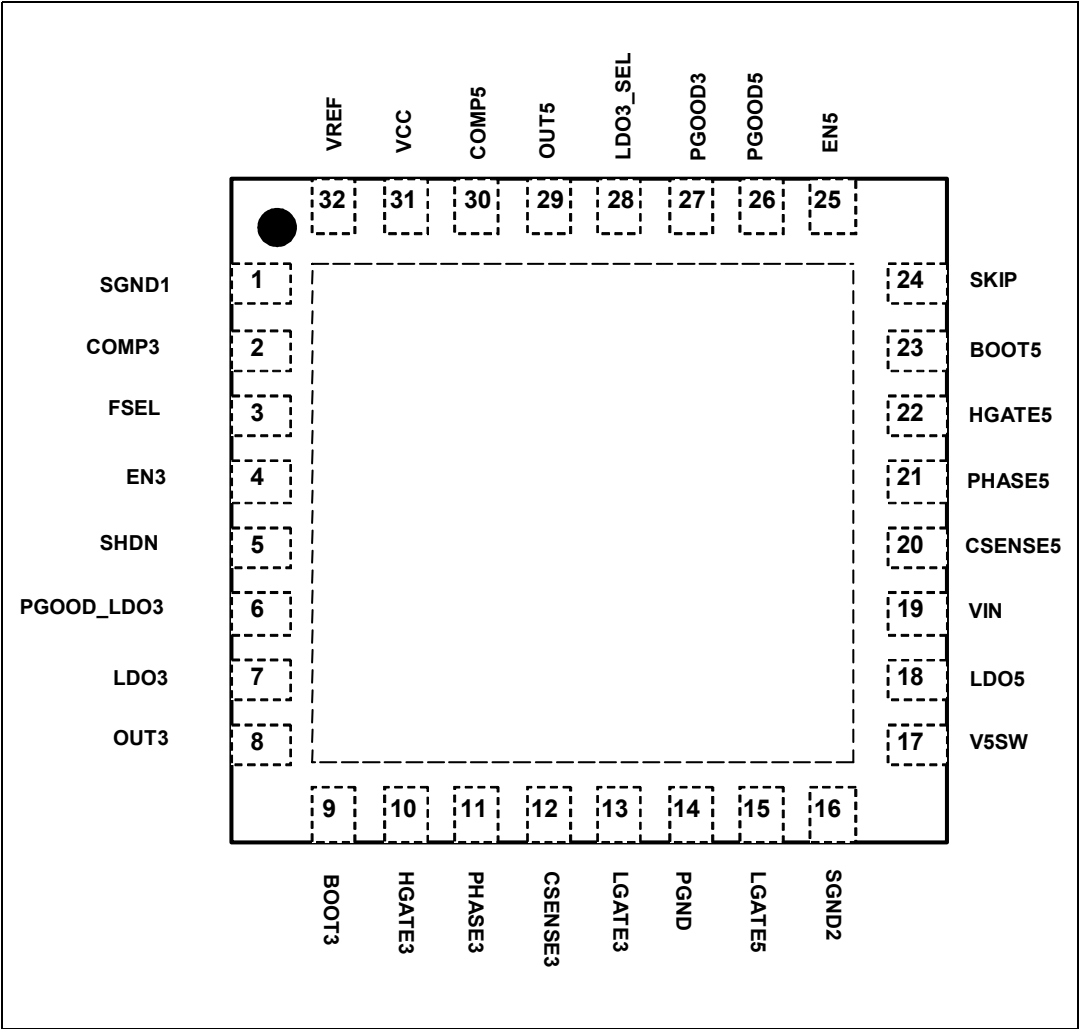 VREF
VCC
COMP5
OUT5
LDO3_SEL
PGOOD3
PGOOD5
EN5
32
31
30
29
28
27
26
25
SGND1
1
COMP3
2
FSEL
3
EN3
4
SHDN
5
PGOOD_LDO3
6
LDO3
7
OUT3
8
24
SKIP
23
BOOT5
22
HGATE5
21
PHASE5
20
CSENSE5
19
VIN
18
LDO5
17
V5SW
9
10
11
12
13
14
15
16
BOOT3
HGATE3
PHASE3
CSENSE3
LGATE3
PGND
LGATE5
SGND2